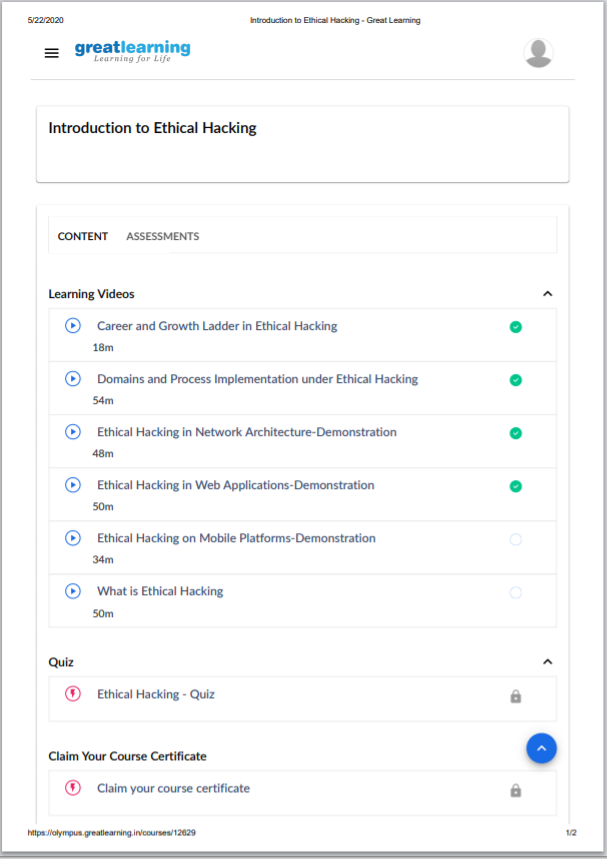 5/22/2020 Introduction to Ethical Hacking - Great Learning
greatlearning
Learning for Life
Introduction to Ethical Hacking
CONTENT ASSESSMENTS
Learning Videos
Career and Growth Ladder in Ethical Hacking
18m
Domains and Process Implementation under Ethical Hacking
54m
Ethical Hacking in Network Architecture-Demonstration
48m
Ethical Hacking in Web Applications-Demonstration
50m
Ethical Hacking on Mobile Platforms-Demonstration
34m
What is Ethical Hacking
50m
Quiz
Ethical Hacking - Quiz
Claim Your Course Certificate
Claim your course certificate
https://olympus.greatlearning.in/courses/12629 1/2